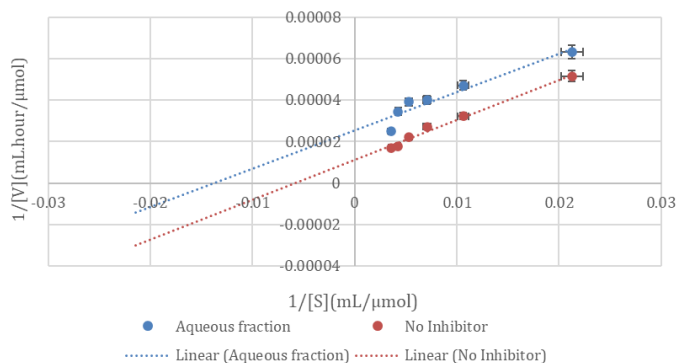 0.00008
0.00006
0.00004
0.00002
0
-0.00002
-0.00004
-0.03 -0.02 -0.01 0 0.01 0.02 0.03
1/[V](mL.hour/μmol)
1/[S](mL/μmol)
Aqueous fraction No Inhibitor
Linear (Aqueous fraction) Linear (No Inhibitor)